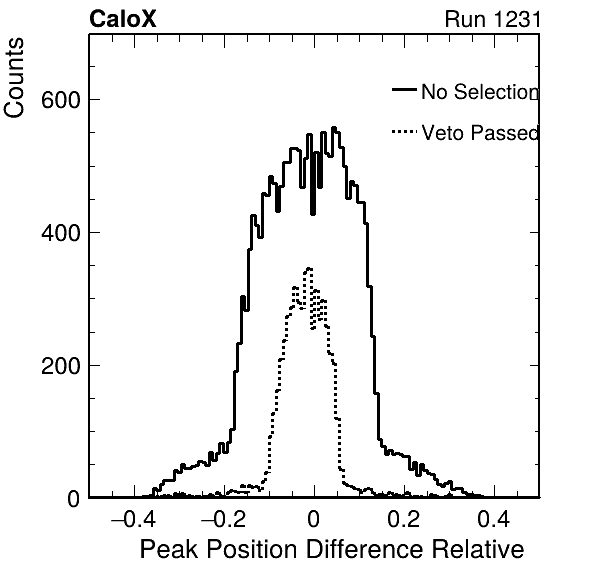 CaloX Run 1231
Counts
600
400
200
0
No Selection
Veto Passed
−0.4 −0.2 0 0.2 0.4
Peak Position Difference Relative